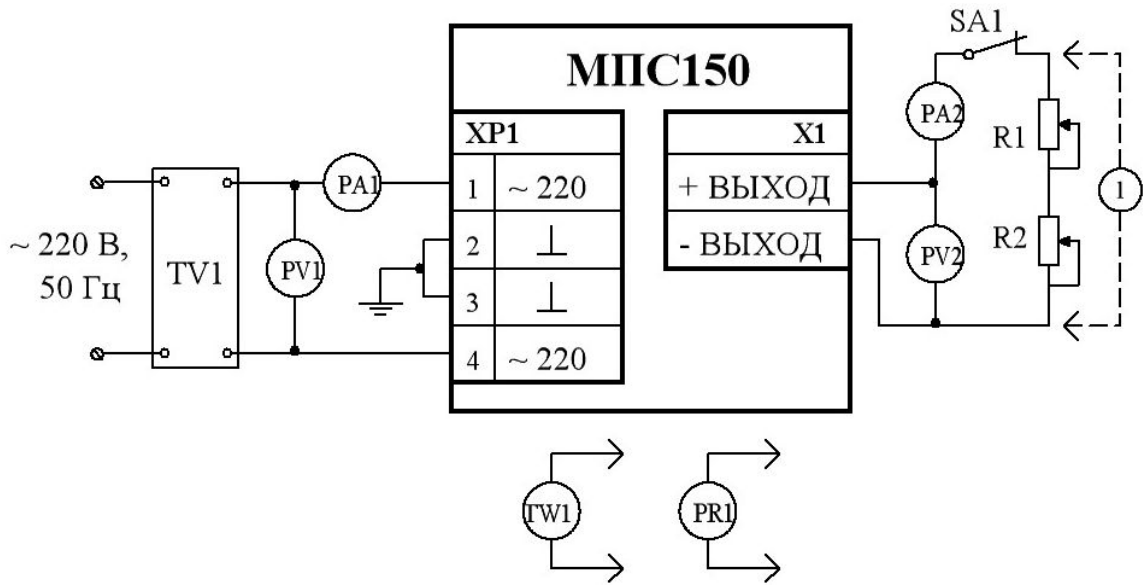 SA1
МПС150
PA2
XP1
X1
R1
PA1
1 ~ 220
+ ВЫХОД
1
~ 220 В,
50 Гц
TV1
PV1
2 ⊥
- ВЫХОД
PV2
R2
3 ⊥
4 ~ 220
TW1
PR1